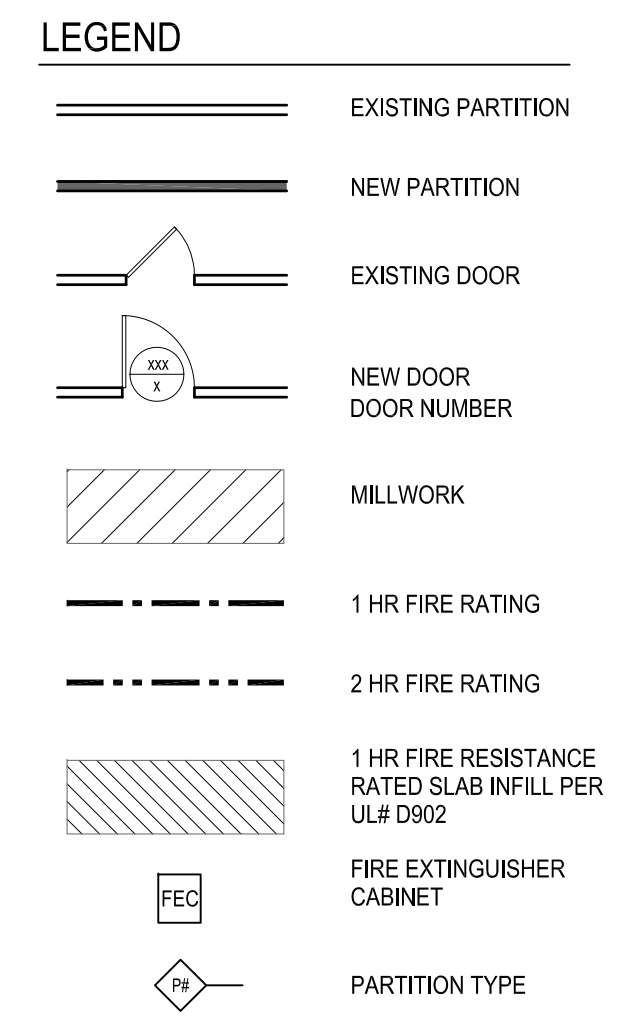 LEGEND
EXISTING PARTITION
NEW PARTITION
EXISTING DOOR
XXX
X
NEW DOOR
DOOR NUMBER
MILLWORK
1 HR FIRE RATING
2 HR FIRE RATING
1 HR FIRE RESISTANCE
RATED SLAB INFILL PER
UL# D902
FEC
FIRE EXTINGUISHER
CABINET
P#
PARTITION TYPE